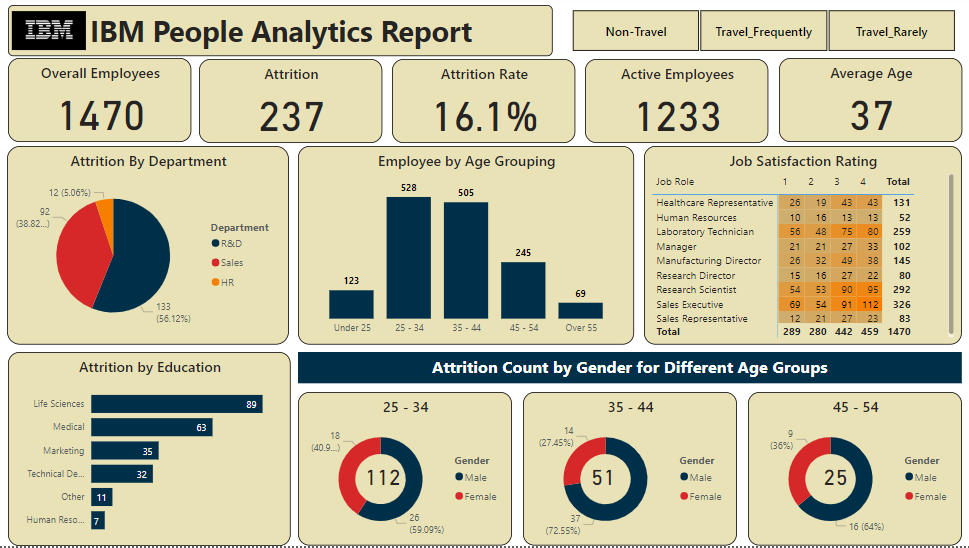 IBM
IBM People Analytics Report
Non-Travel
Travel_Frequently
Travel_Rarely
Overall Employees
1470
Attrition
237
Attrition Rate
16.1%
Active Employees
1233
Average Age
37
Attrition By Department
12 (5.06%)
92
(38.82...)
133
(56.12%)
Department
R&D
Sales
HR
Employee by Age Grouping
123
528
505
245
69
Under 25
25 - 34
35 - 44
45 - 54
Over 55
Job Satisfaction Rating
Job Role 1 2 3 4 Total
Healthcare Representative 26 19 43 43 131
Human Resources 10 16 13 13 52
Laboratory Technician 56 48 75 80 259
Manager 21 21 27 33 102
Manufacturing Director 26 32 49 38 145
Research Director 15 16 27 22 80
Research Scientist 54 53 90 95 292
Sales Executive 69 54 91 112 326
Sales Representative 12 21 27 23 83
Total 289 280 442 459 1470
Attrition by Education
Life Sciences 89
Medical 63
Marketing 35
Technical De... 32
Other 11
Human Reso... 7
Attrition Count by Gender for Different Age Groups
25 - 34
18
(40.9...)
112
26
(59.09%)
Gender
Male
Female
35 - 44
14
(27.45%)
51
37
(72.55%)
Gender
Male
Female
45 - 54
9
(36%)
25
16 (64%)
Gender
Male
Female